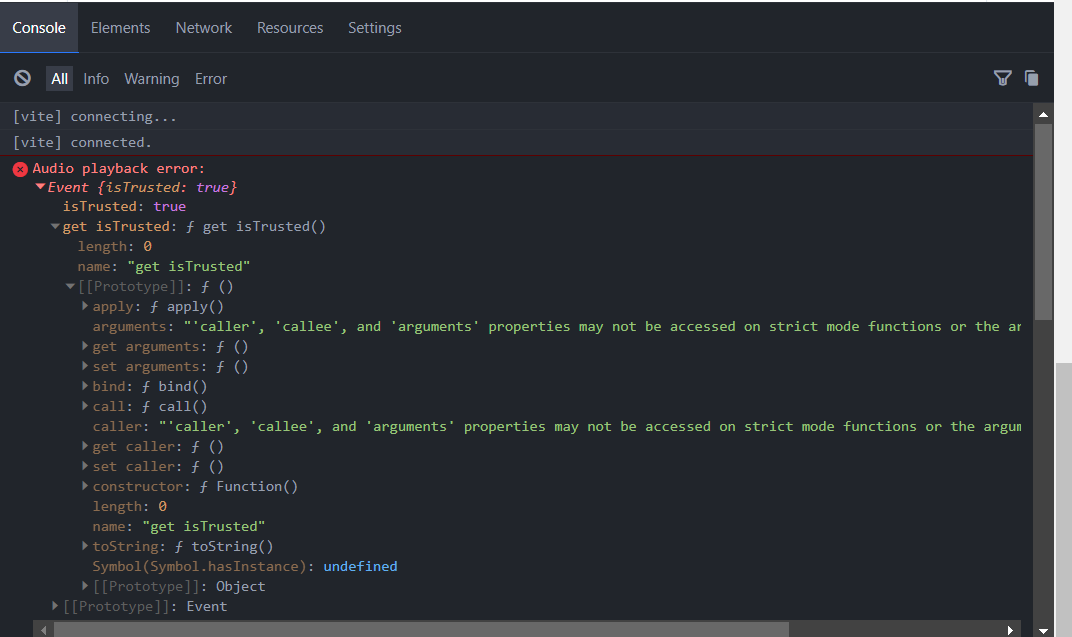 Console Elements Network Resources Settings
All Info Warning Error
[vite] connecting...
[vite] connected.
Audio playback error:
Event {isTrusted: true}
isTrusted: true
get isTrusted: ƒ get isTrusted()
length: 0
name: "get isTrusted"
[[Prototype]]: ƒ ()
apply: ƒ apply()
arguments: "'caller', 'callee', and 'arguments' properties may not be accessed on strict mode functions or the ar
get arguments: ƒ ()
set arguments: ƒ ()
bind: ƒ bind()
call: ƒ call()
caller: "'caller', 'callee', and 'arguments' properties may not be accessed on strict mode functions or the argum
get caller: ƒ ()
set caller: ƒ ()
constructor: ƒ Function()
length: 0
name: "get isTrusted"
toString: ƒ toString()
Symbol(Symbol.hasInstance): undefined
[[Prototype]]: Object
[[Prototype]]: Event